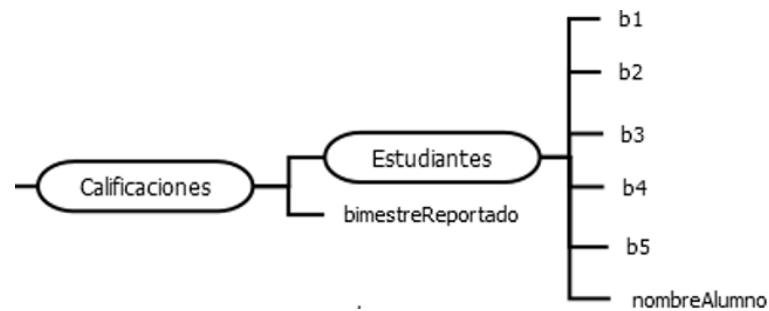 Calificaciones
Estudiantes
bimestreReportado
b1
b2
b3
b4
b5
nombreAlumno